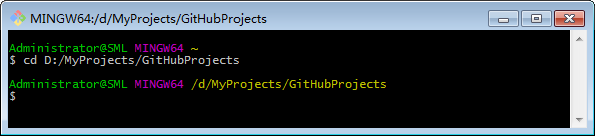 MINGW64:/d/MyProjects/GitHubProjects
Administrator@SML MINGW64 ~
$ cd D:/MyProjects/GitHubProjects
Administrator@SML MINGW64 /d/MyProjects/GitHubProjects
$